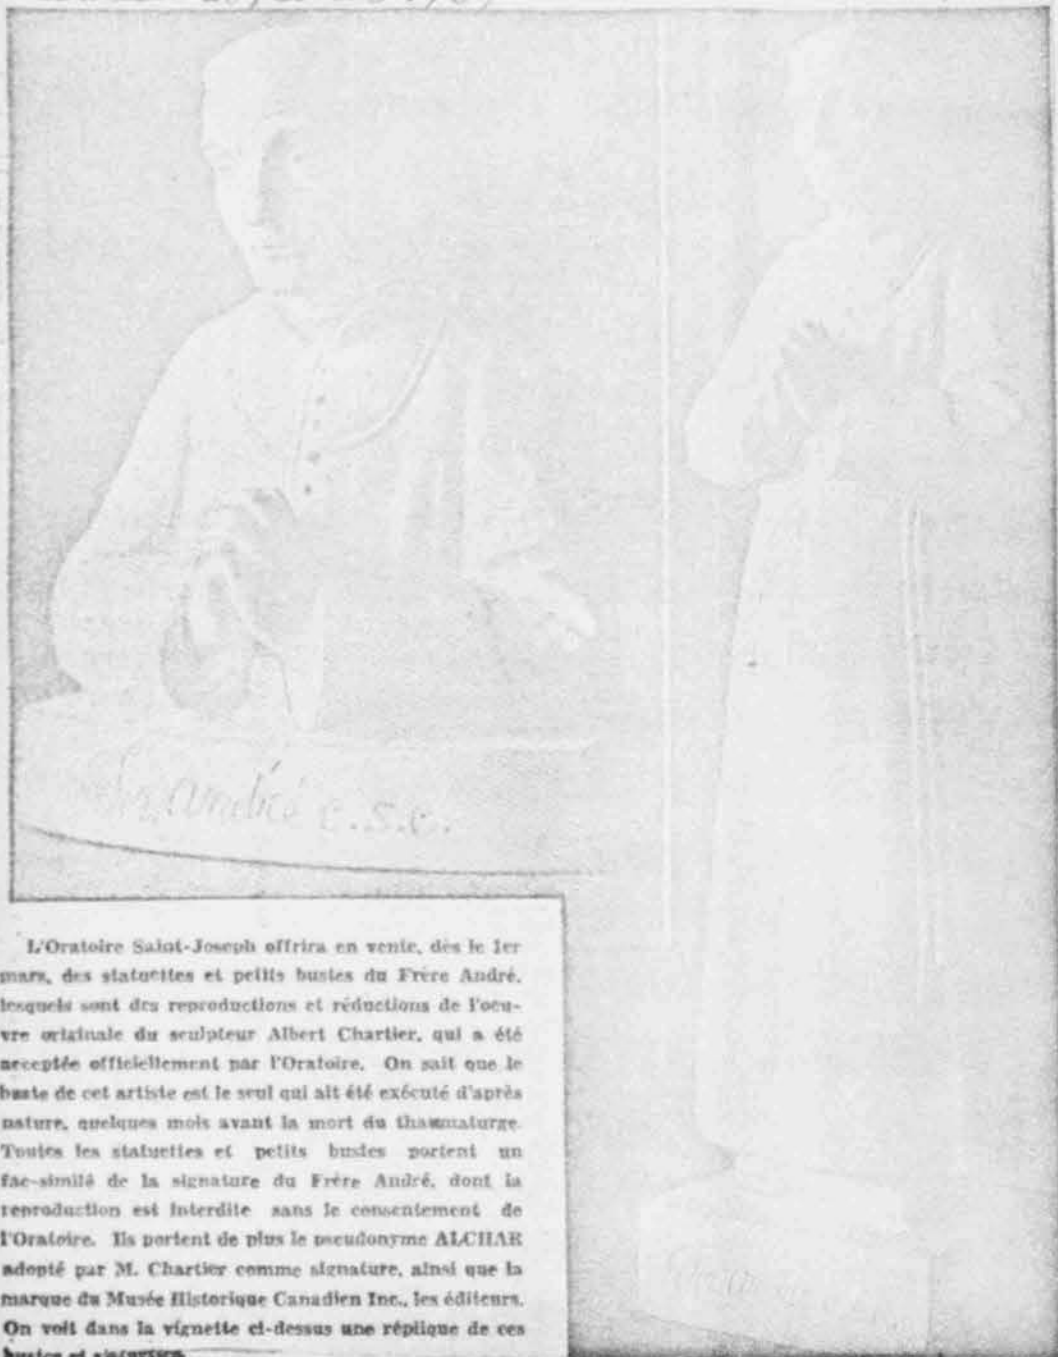 André c.s.c.
L'Oratoire Saint-Joseph offrira en vente, dès le 1er
mars, des statuettes et petits bustes du Frère André,
lesquels sont des reproductions et réductions de l'oeu-
vre originale du sculpteur Albert Chartier, qui a été
acceptée officiellement par l'Oratoire. On sait que le
buste de cet artiste est le seul qui ait été exécuté d'après
nature, quelques mois avant la mort du thaumaturge.
Toutes les statuettes et petits bustes portent un
fac-similé de la signature du Frère André, dont la
reproduction est interdite sans le consentement de
l'Oratoire. Ils portent de plus le pseudonyme ALCHAR
adopté par M. Chartier comme signature, ainsi que la
marque du Musée Historique Canadien Inc., les éditeurs.
On voit dans la vignette ci-dessus une réplique de ces
bustes et